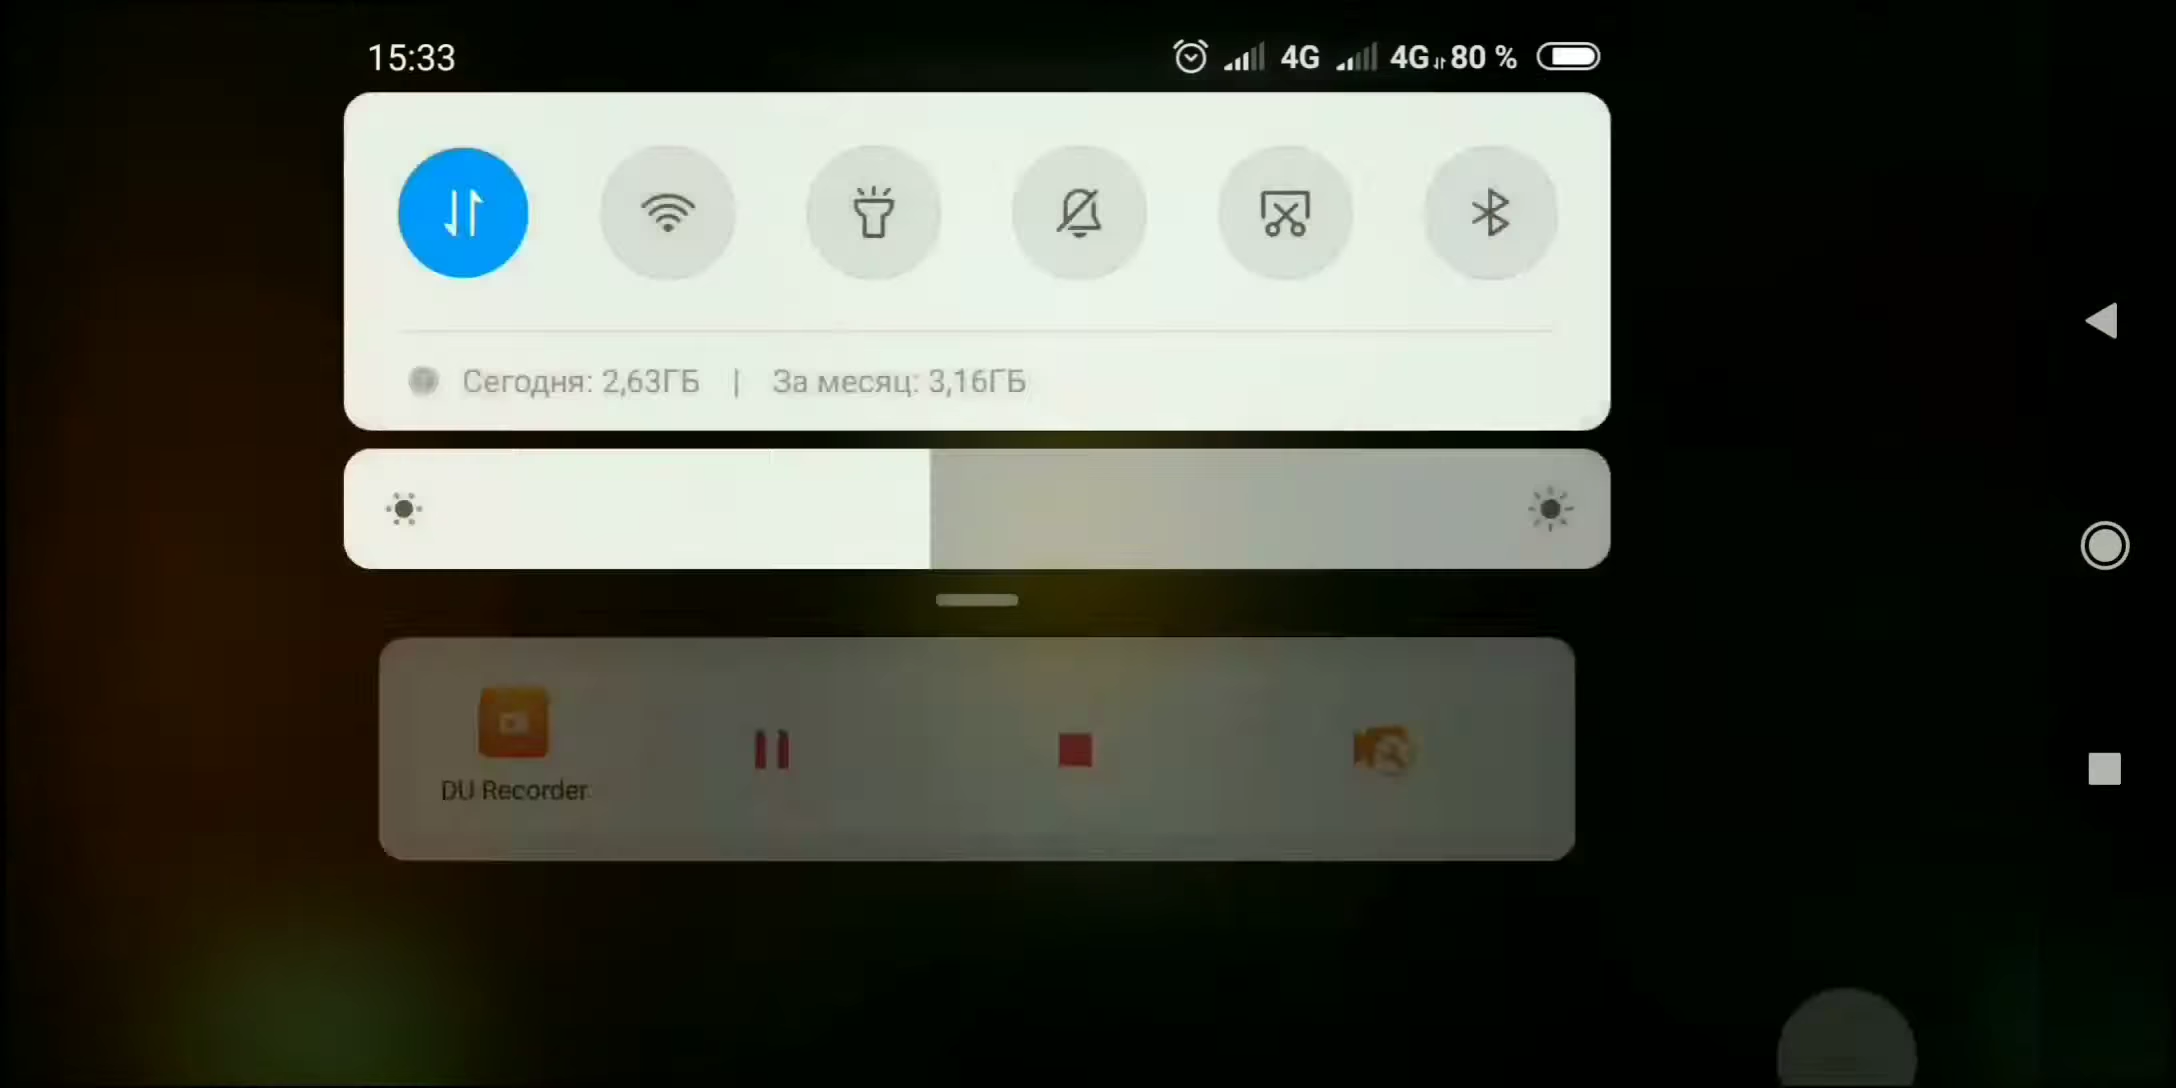 15:33
4G 4G 80 %
Сегодня: 2,63ГБ | За месяц: 3,16ГБ
DU Recorder